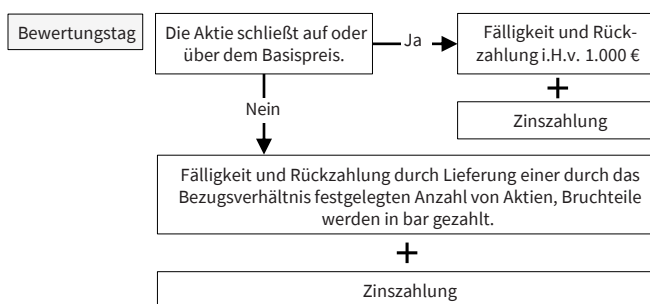 Bewertungstag
Die Aktie schließt auf oder
über dem Basispreis.
Ja
Fälligkeit und Rück-
zahlung i.H.v. 1.000 €
+
Zinszahlung
Nein
Fälligkeit und Rückzahlung durch Lieferung einer durch das
Bezugsverhältnis festgelegten Anzahl von Aktien, Bruchteile
werden in bar gezahlt.
+
Zinszahlung